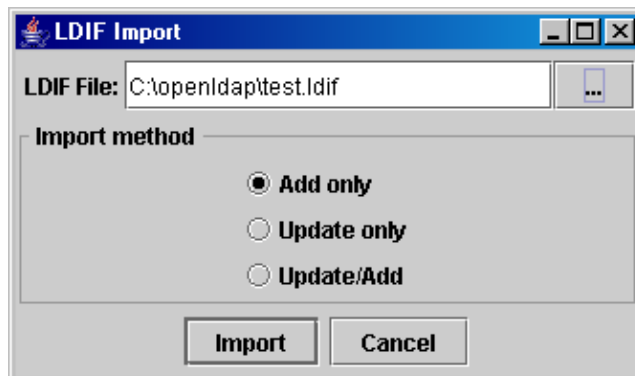 LDIF Import
LDIF File: C:\openldap\test.ldif ...
Import method
Add only
Update only
Update/Add
Import Cancel